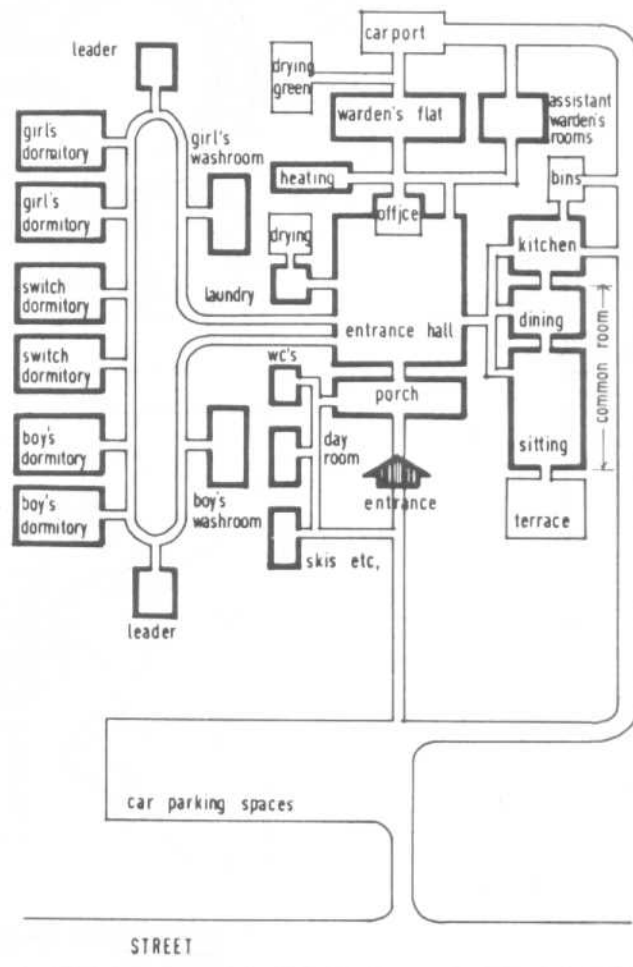 carport
leader
drying
green
warden's flat
assistant
warden's
rooms
girl's
dormitory
girl's
washroom
heating
bins
girl's
dormitory
office
drying
kitchen
switch
dormitory
laundry
entrance hall
dining
common room
switch
dormitory
wc's
porch
boy's
dormitory
day
room
sitting
boy's
dormitory
boy's
washroom
entrance
terrace
skis etc,
leader
car parking spaces
STREET